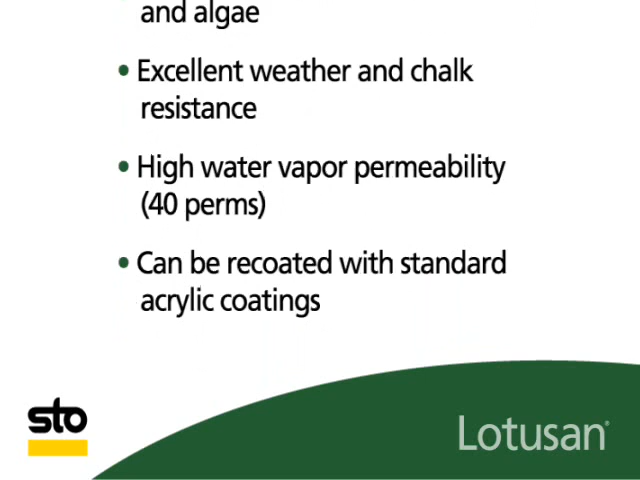 and algae
• Excellent weather and chalk
resistance
• High water vapor permeability
(40 perms)
• Can be recoated with standard
acrylic coatings
sto
Lotusan®